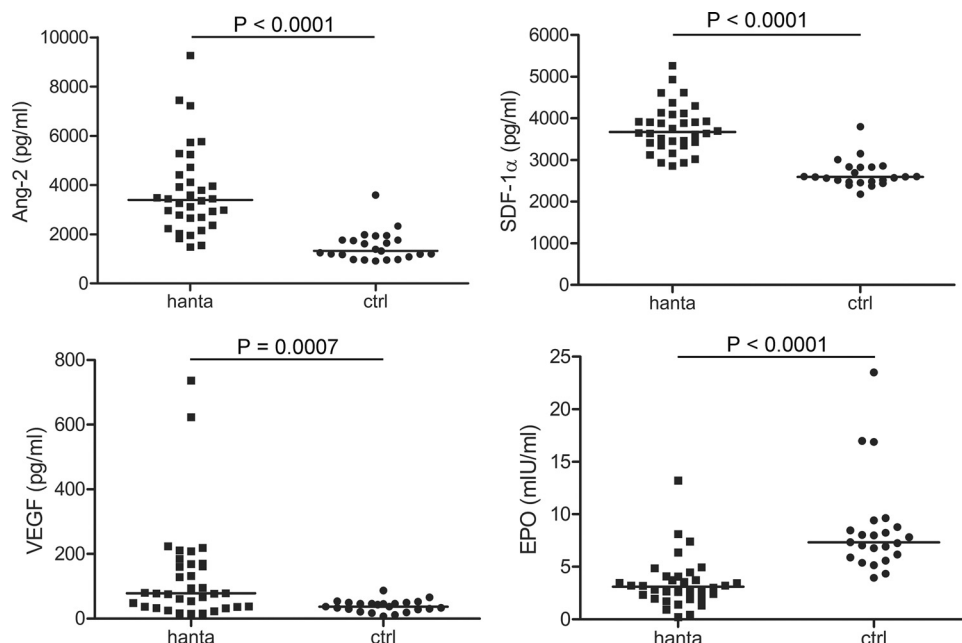 P < 0.0001
Ang-2 (pg/ml)
10000
8000
6000
4000
2000
0
hanta ctrl
P < 0.0001
SDF-1α (pg/ml)
6000
5000
4000
3000
2000
1000
0
hanta ctrl
P = 0.0007
VEGF (pg/ml)
800
600
400
200
0
hanta ctrl
P < 0.0001
EPO (mIU/ml)
25
20
15
10
5
0
hanta ctrl